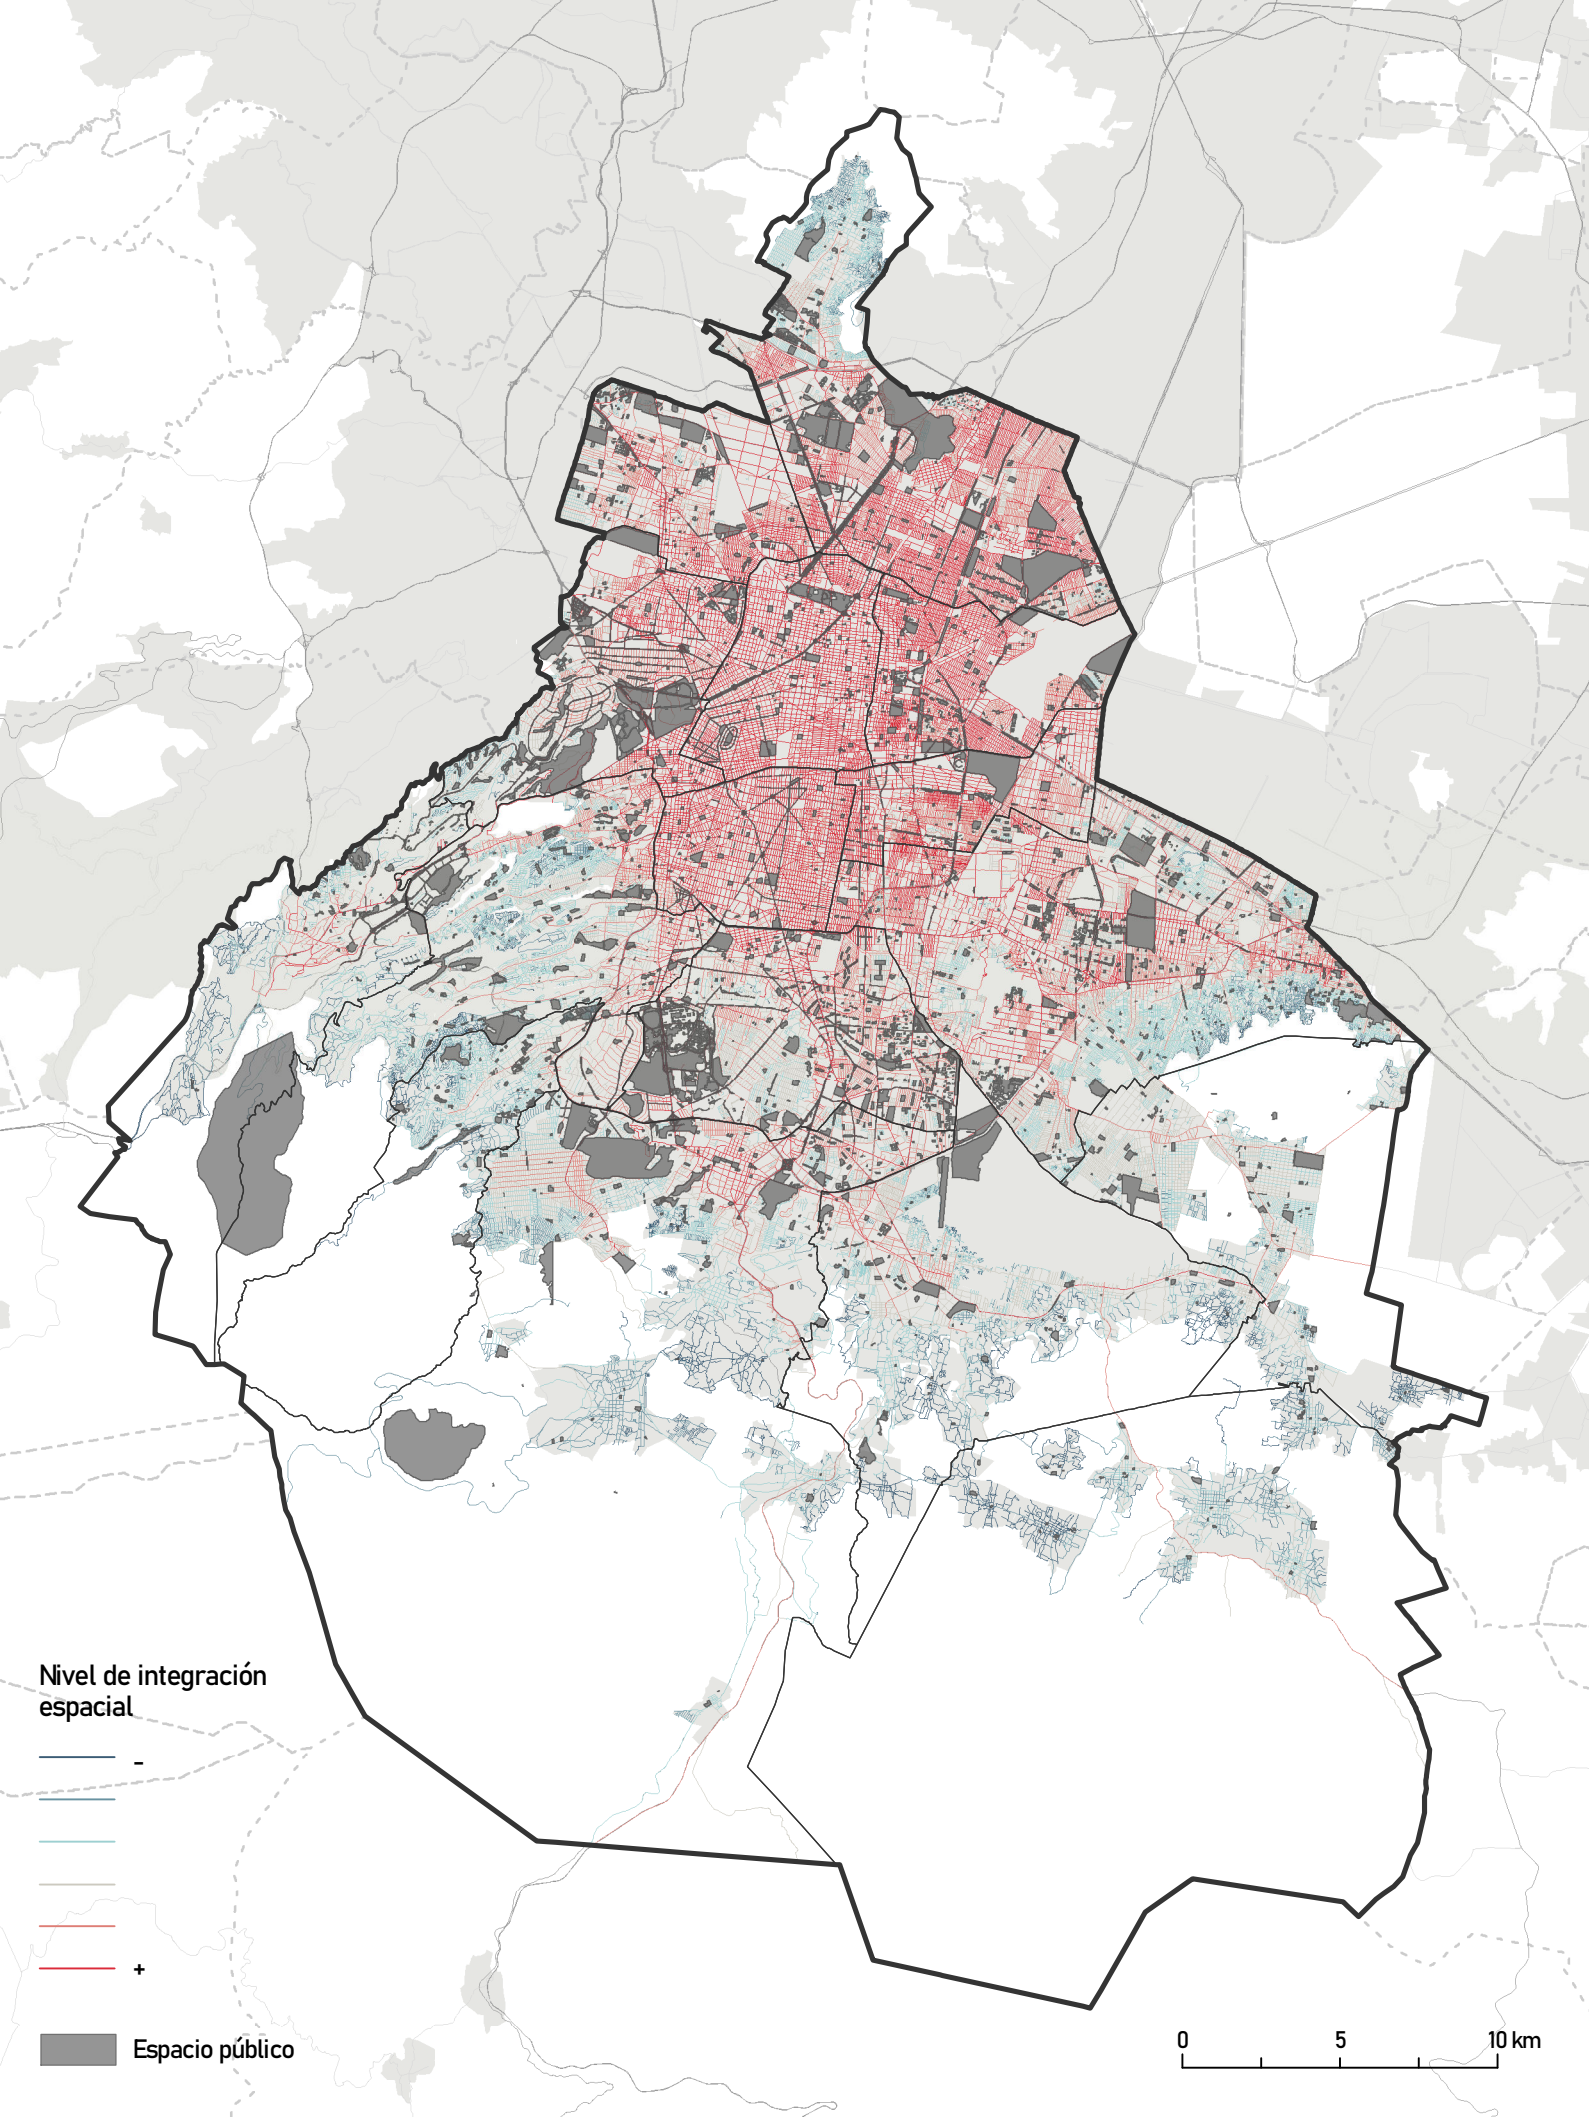 Nivel de integración
espacial
-
+
Espacio público
0 5 10 km